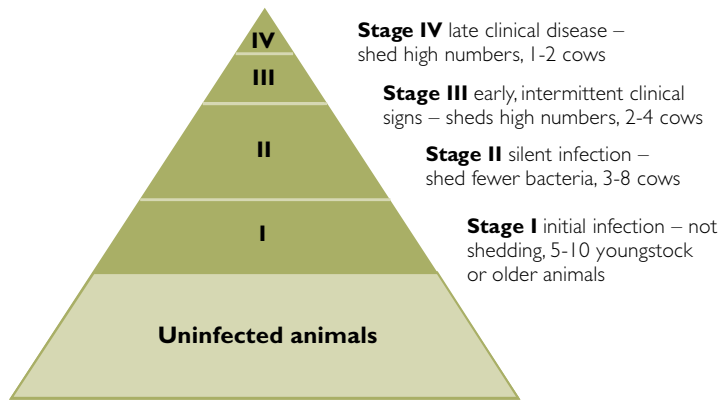 IV
Stage IV late clinical disease –
shed high numbers, 1-2 cows
III
Stage III early, intermittent clinical
signs – sheds high numbers, 2-4 cows
II
Stage II silent infection –
shed fewer bacteria, 3-8 cows
I
Stage I initial infection – not
shedding, 5-10 youngstock
or older animals
Uninfected animals